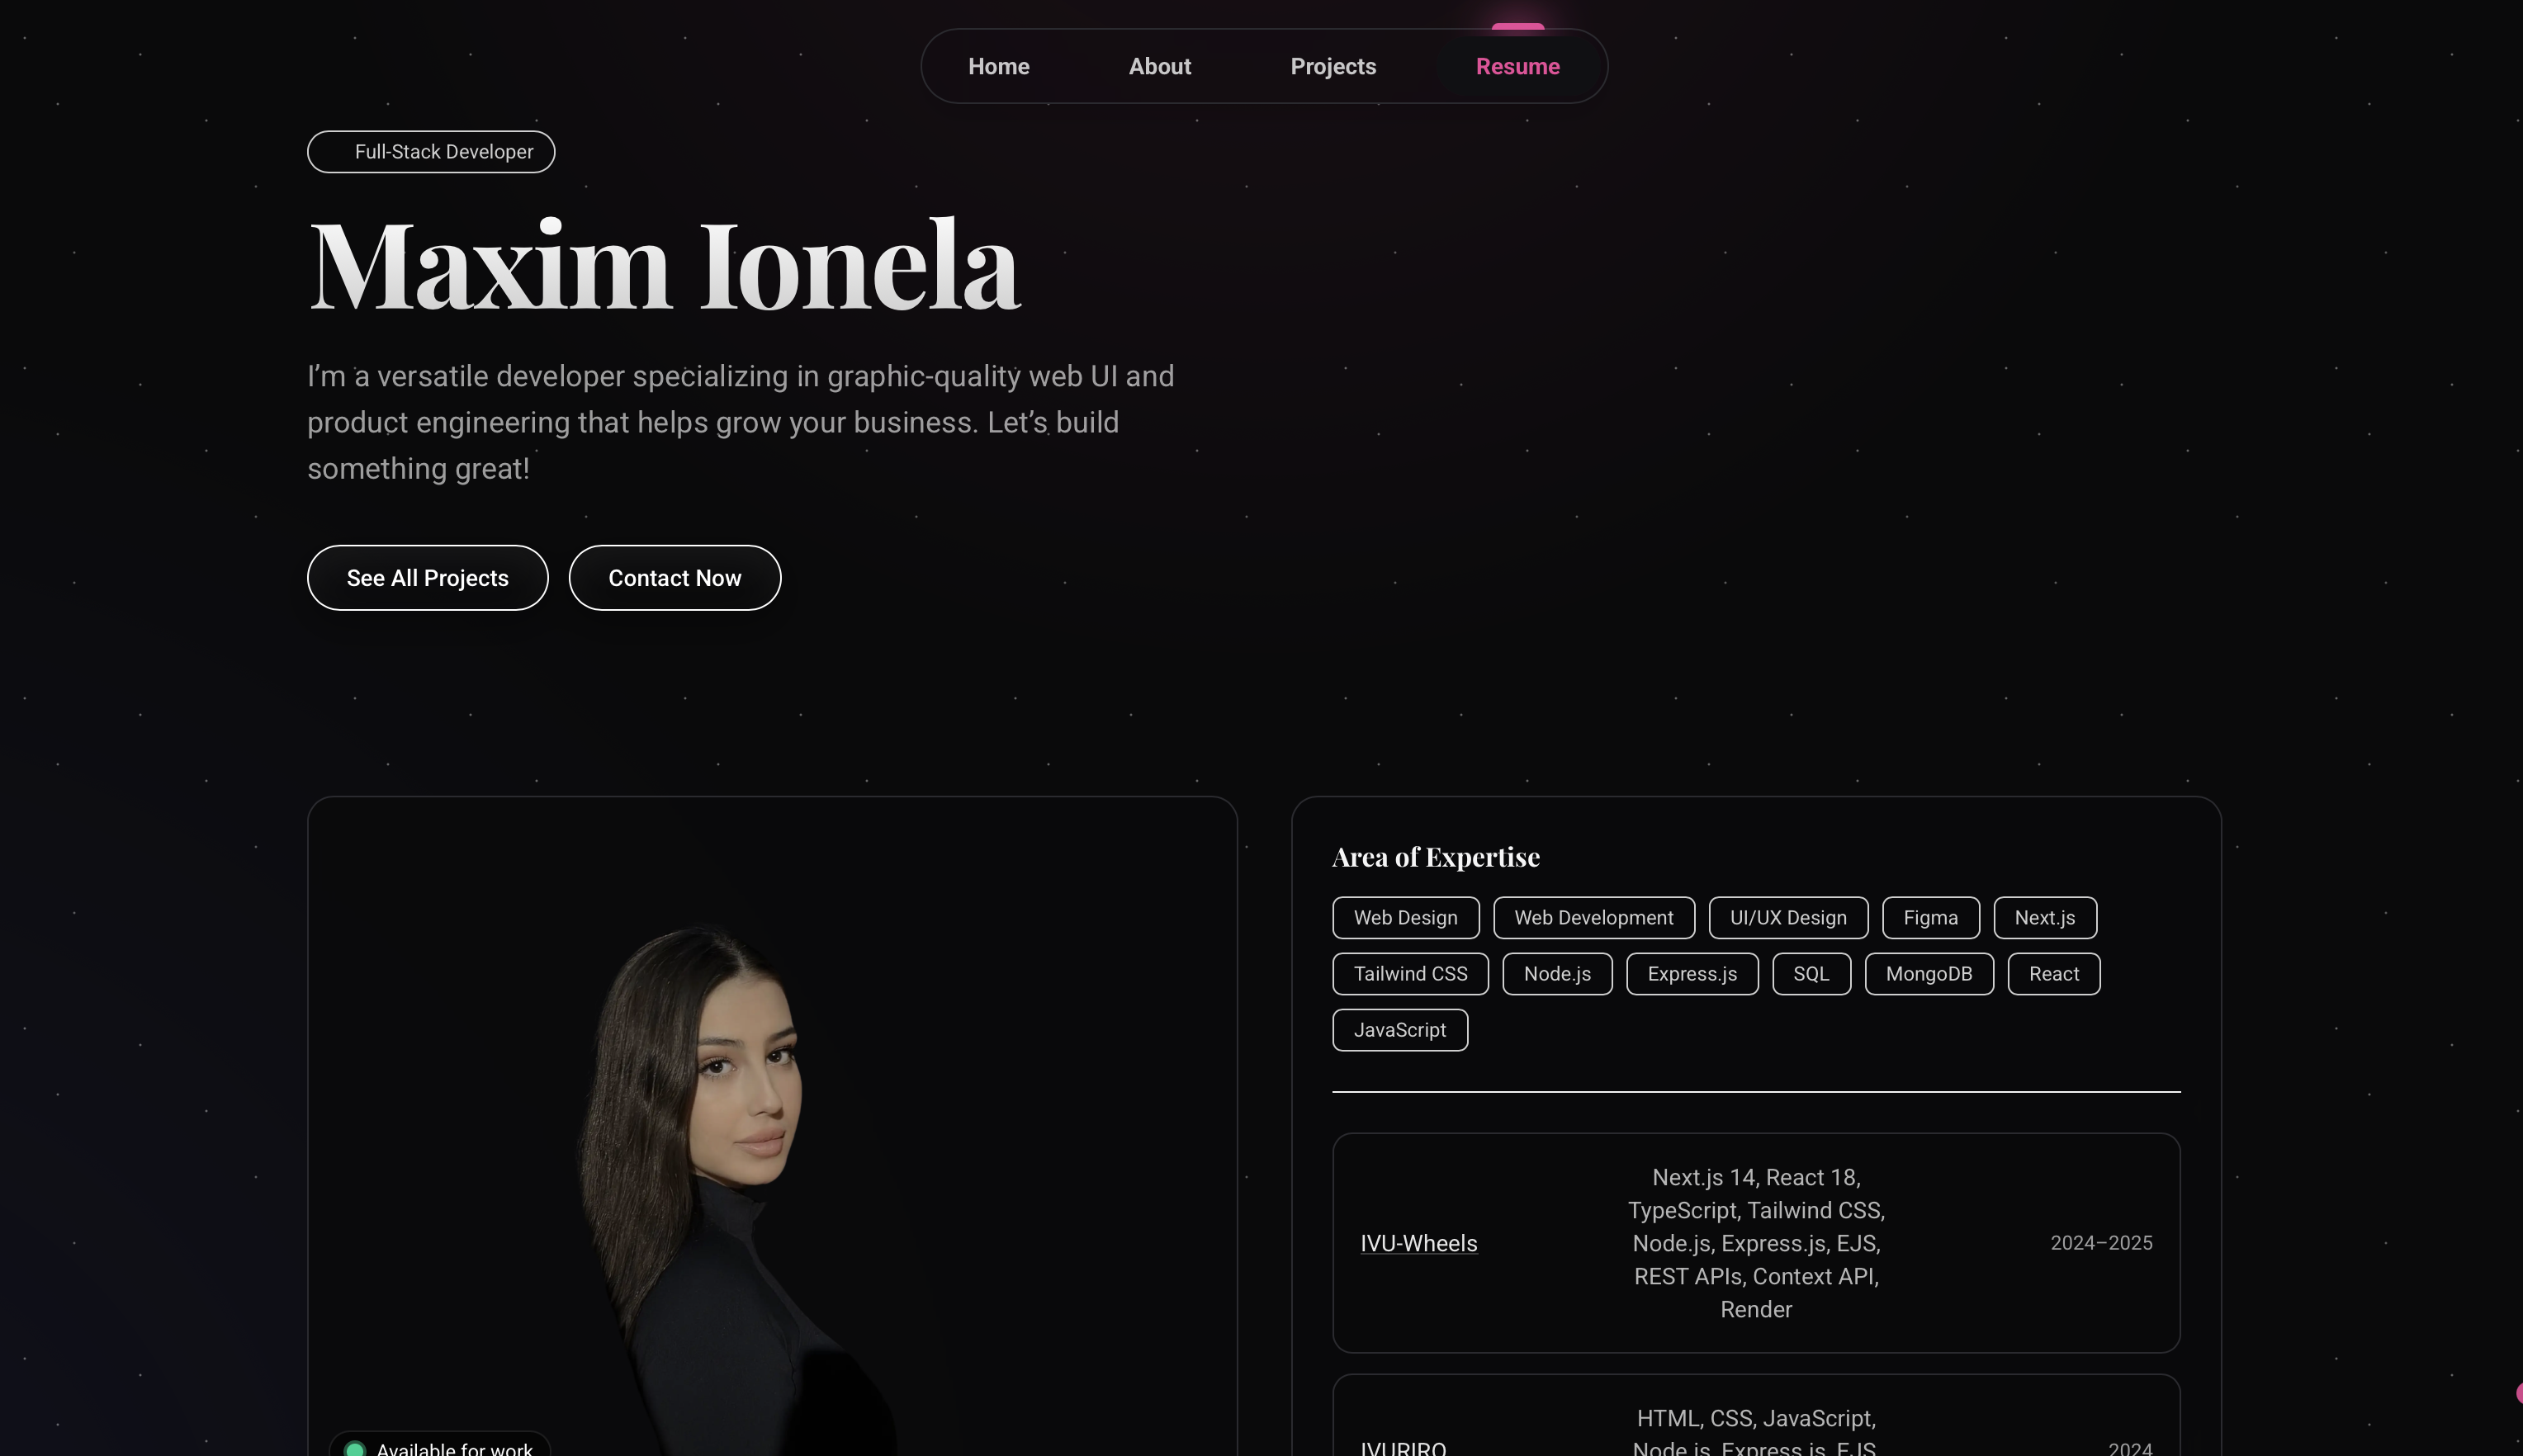 Home About Projects Resume
Full-Stack Developer
Maxim Ionela
I’m a versatile developer specializing in graphic-quality web UI and
product engineering that helps grow your business. Let’s build
something great!
See All Projects Contact Now
Available for work
Area of Expertise
Web Design Web Development UI/UX Design Figma Next.js
Tailwind CSS Node.js Express.js SQL MongoDB React
JavaScript
Next.js 14, React 18,
TypeScript, Tailwind CSS,
IVU-Wheels Node.js, Express.js, EJS, 2024–2025
REST APIs, Context API,
Render
HTML, CSS, JavaScript,
IVURIRO Node.js, Express.js, EJS, 2024